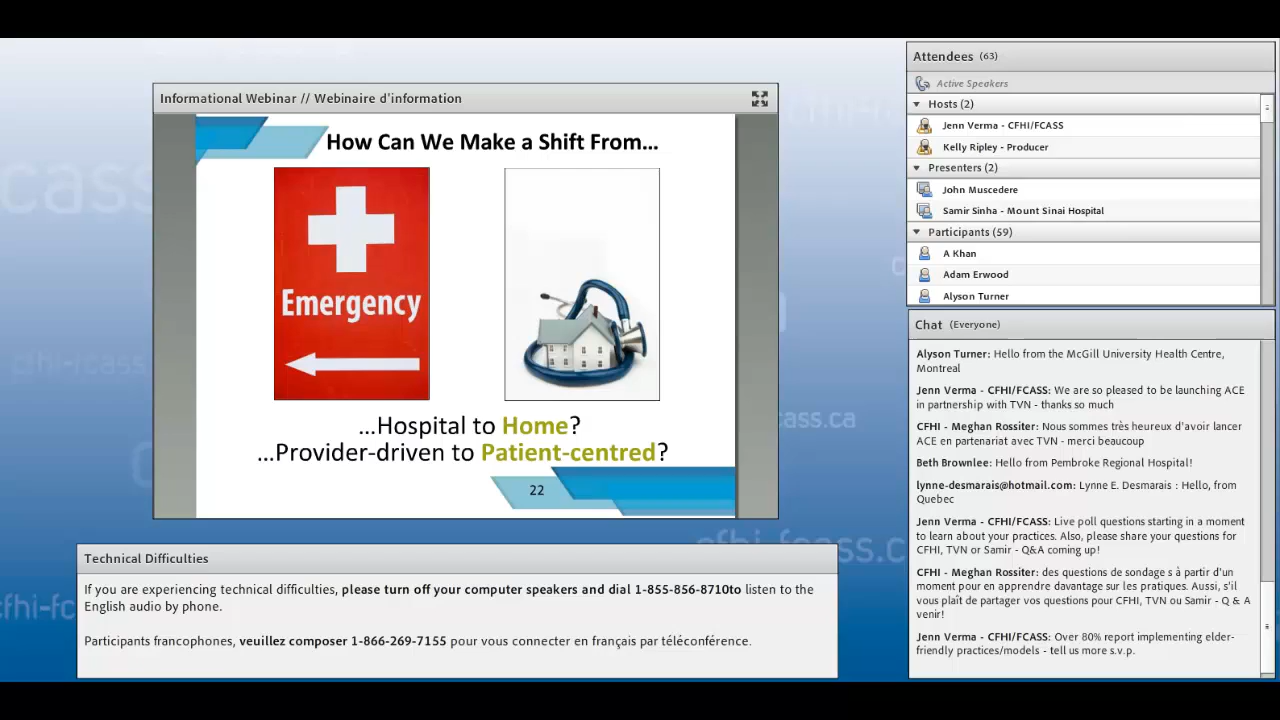 Informational Webinar // Webinaire d'information
How Can We Make a Shift From...
Emergency
...Hospital to Home?
...Provider-driven to Patient-centred?
22
Technical Difficulties
If you are experiencing technical difficulties, please turn off your computer speakers and dial 1-855-856-8710to listen to the
English audio by phone.
Participants francophones, veuillez composer 1-866-269-7155 pour vous connecter en français par téléconférence.
Attendees (63)
Active Speakers
Hosts (2)
Jenn Verma - CFHI/FCASS
Kelly Ripley - Producer
Presenters (2)
John Muscedere
Samir Sinha - Mount Sinai Hospital
Participants (59)
A Khan
Adam Erwood
Alyson Turner
Chat (Everyone)
Alyson Turner: Hello from the McGill University Health Centre,
Montreal
Jenn Verma - CFHI/FCASS: We are so pleased to be launching ACE
in partnership with TVN - thanks so much
CFHI - Meghan Rossiter: Nous sommes très heureux d'avoir lancer
ACE en partenariat avec TVN - merci beaucoup
Beth Brownlee: Hello from Pembroke Regional Hospital!
lynne-desmarais@hotmail.com: Lynne E. Desmarais : Hello, from
Quebec
Jenn Verma - CFHI/FCASS: Live poll questions starting in a moment
to learn about your practices. Also, please share your questions for
CFHI, TVN or Samir - Q&A coming up!
CFHI - Meghan Rossiter: des questions de sondage s à partir d'un
moment pour en apprendre davantage sur les pratiques. Aussi, s'il
vous plaît de partager vos questions pour CFHI, TVN ou Samir - Q & A
venir!
Jenn Verma - CFHI/FCASS: Over 80% report implementing elder-
friendly practices/models - tell us more s.v.p.